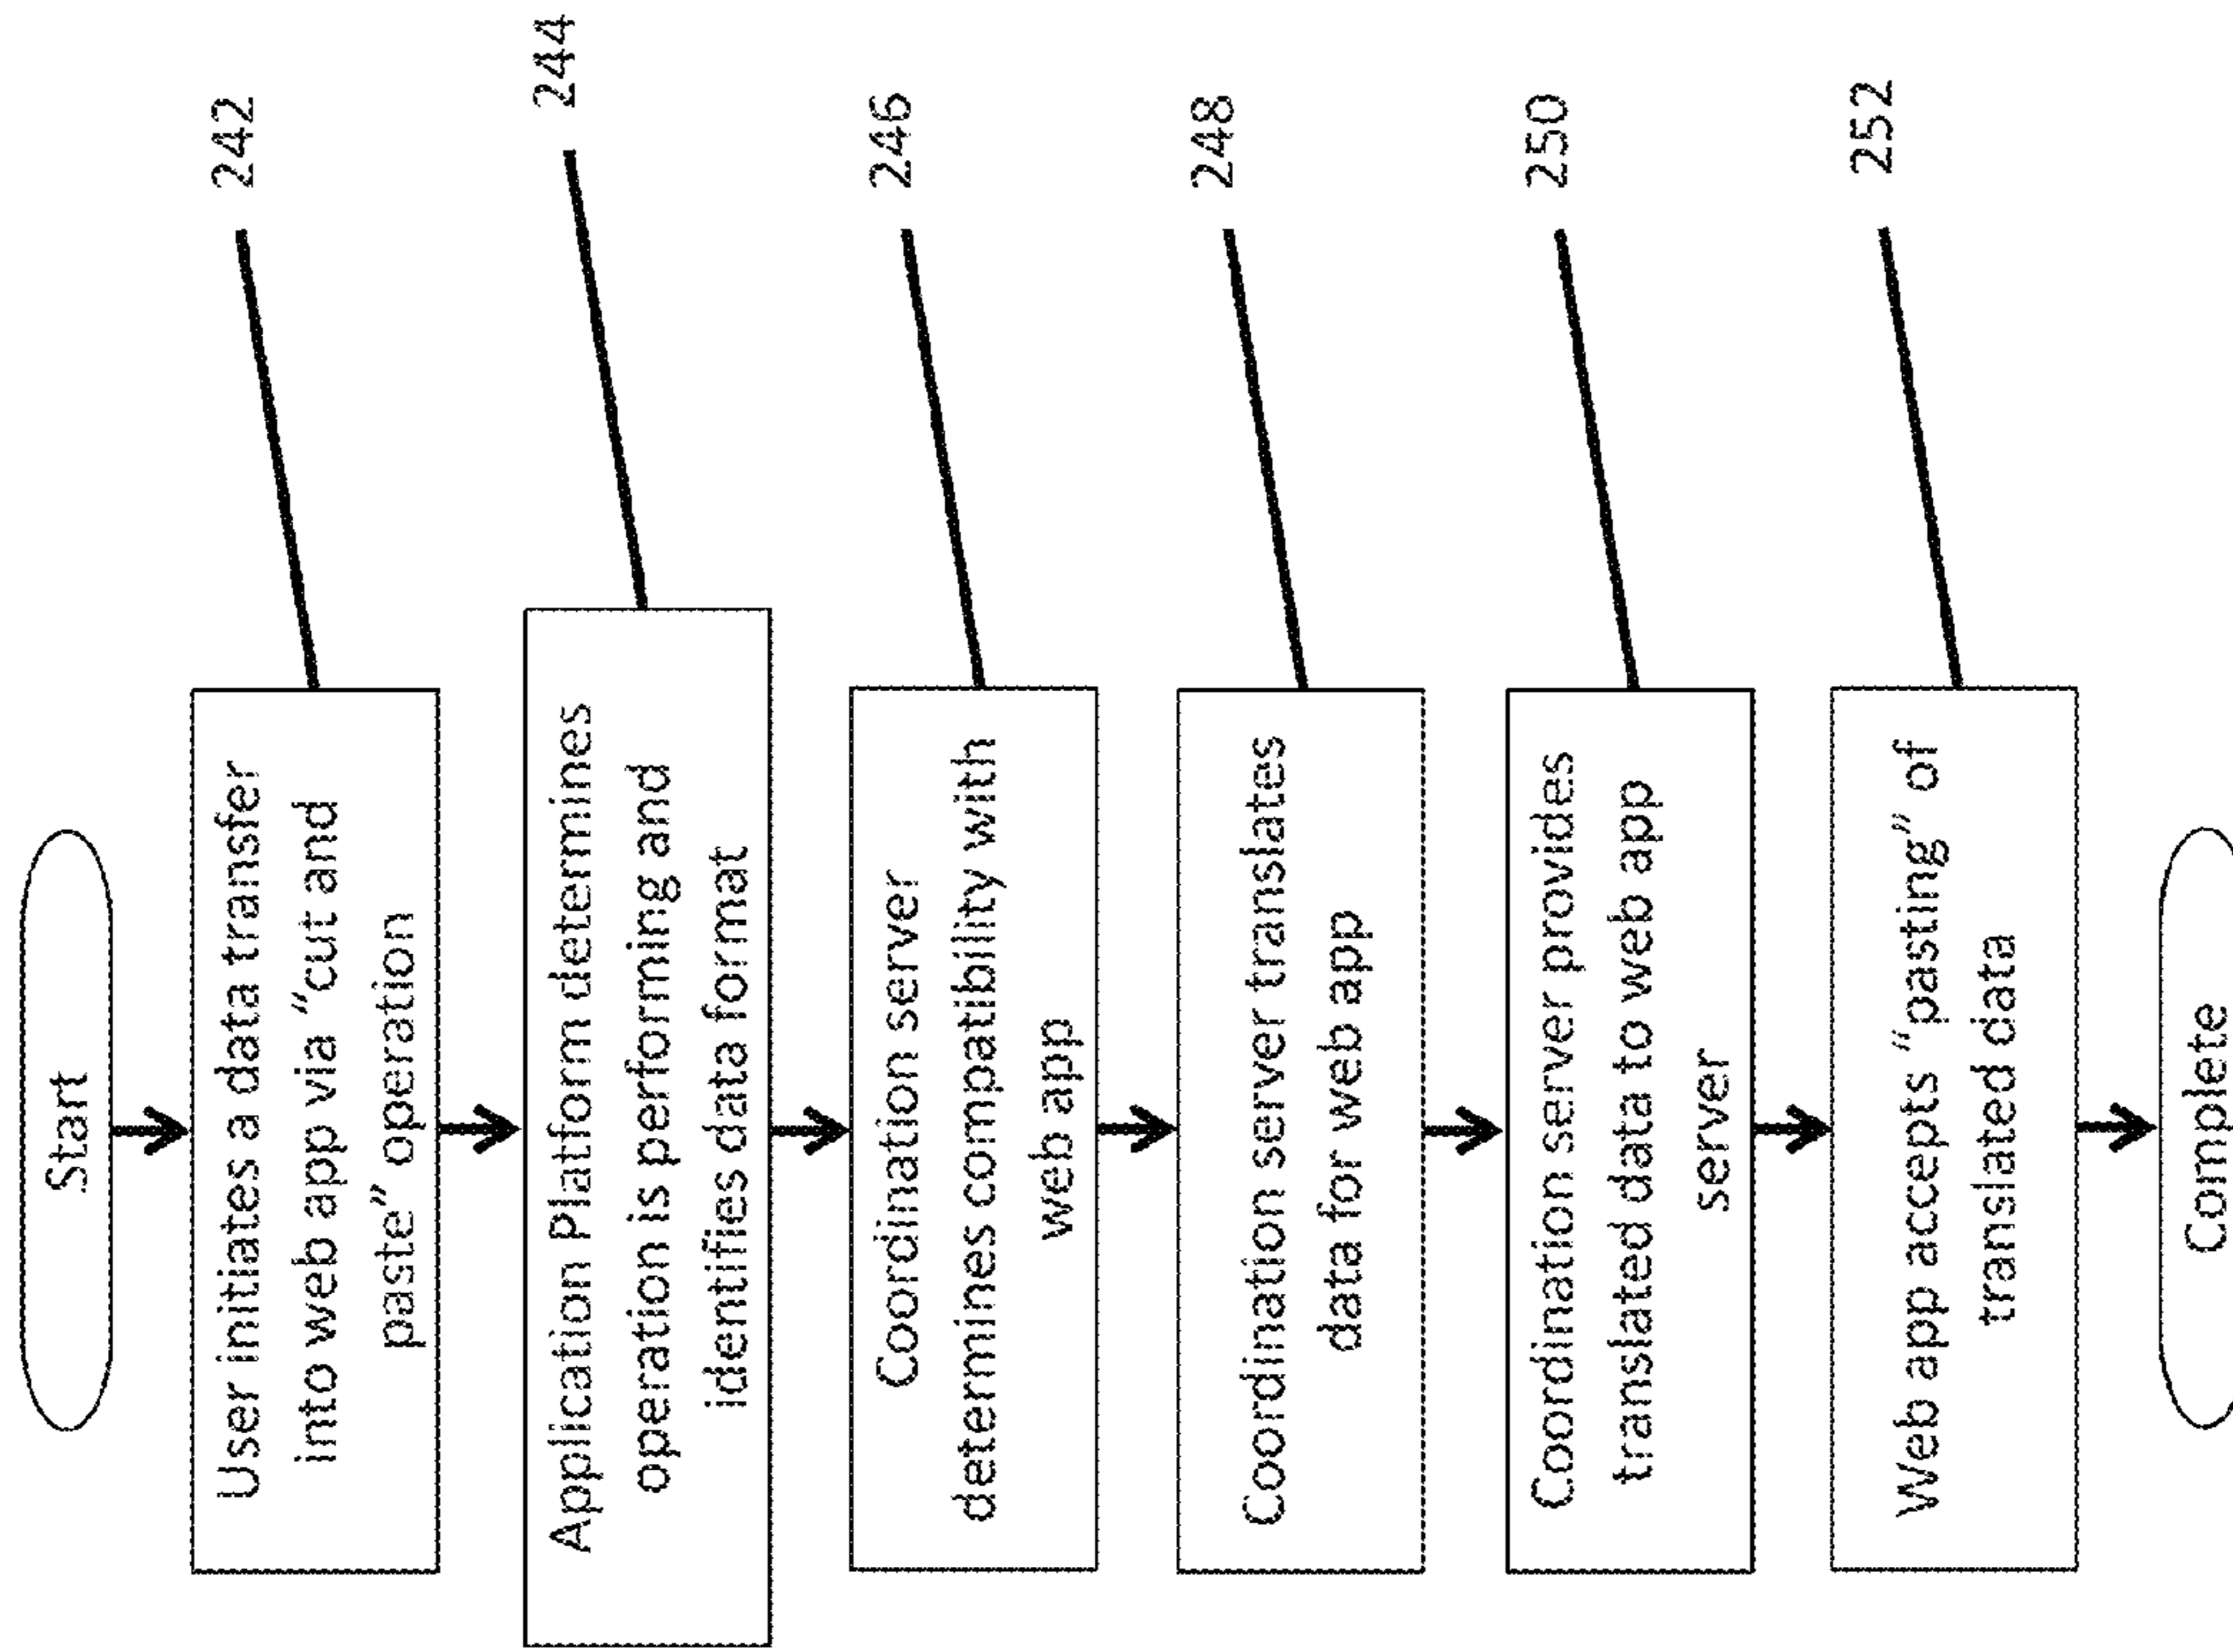 Start
User initiates a data transfer
into web app via “cut and
paste” operation
242
Application Platform determines
operation is performing and
identifies data format
244
Coordination server
determines compatibility with
web app
246
Coordination server translates
data for web app
248
Coordination server provides
translated data to web app
server
250
Web app accepts “pasting” of
translated data
252
Complete